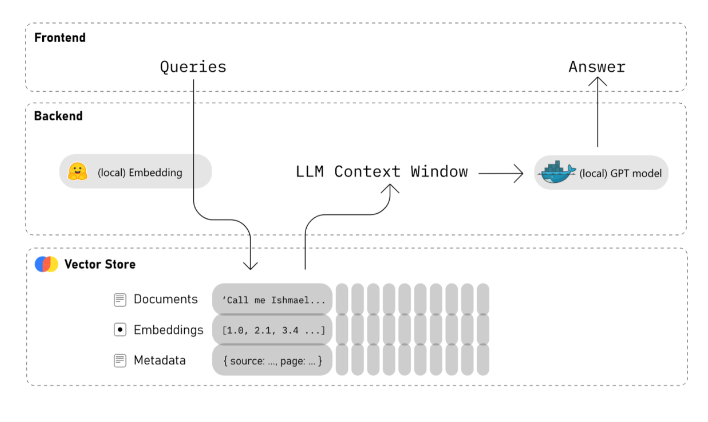 Frontend
Queries
Answer
Backend
(local) Embedding
LLM Context Window
(local) GPT model
Vector Store
Documents
'Call me Ishmael...
Embeddings
[1.0, 2.1, 3.4 ...]
Metadata
{ source: ..., page: ... }